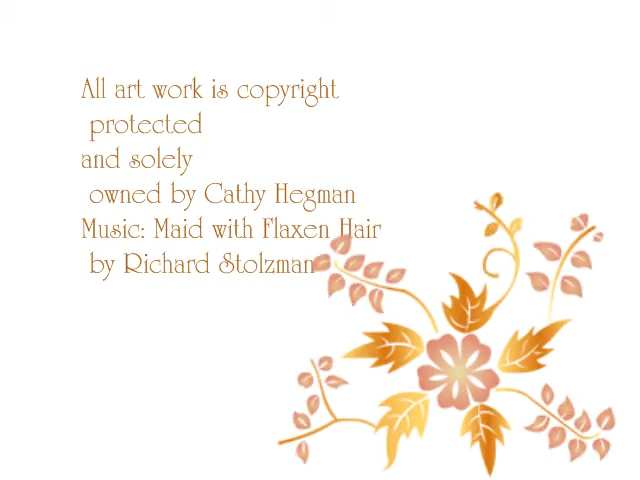 All art work is copyright
protected
and solely
owned by Cathy Hegman
Music: Maid with Flaxen Hair
by Richard Stolzman